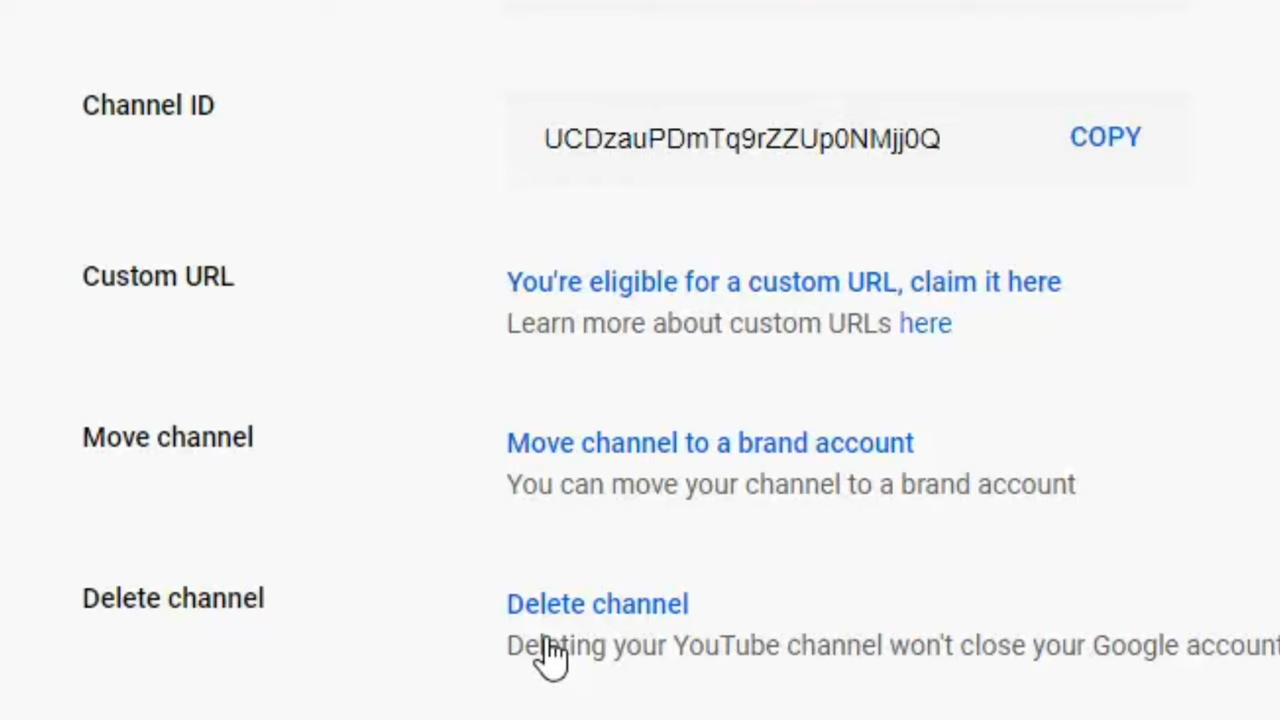 Channel ID
UCDzauPDmTq9rZZUp0NMjj0Q
COPY
Custom URL
You're eligible for a custom URL, claim it here
Learn more about custom URLs here
Move channel
Move channel to a brand account
You can move your channel to a brand account
Delete channel
Delete channel
Deleting your YouTube channel won't close your Google account